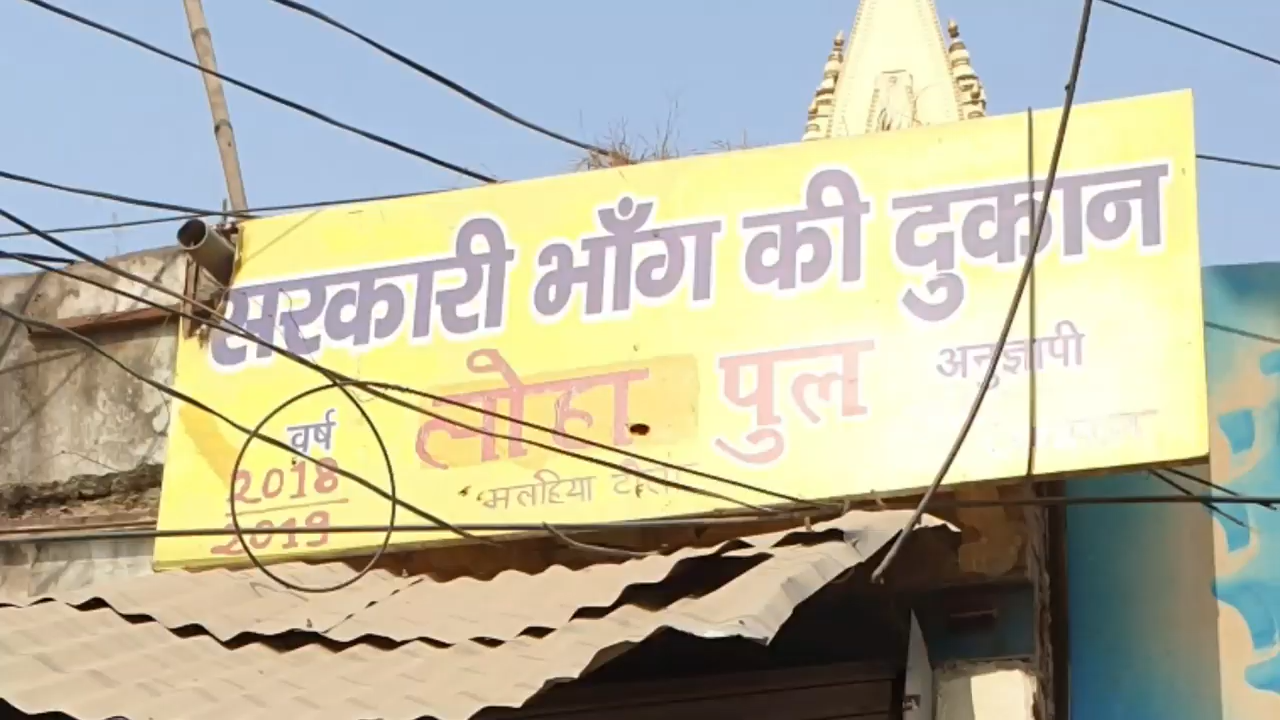 सरकारी भाँग की दुकान
लोहा पुल
अनुज्ञापी
वर्ष
2018
2019
मलहिया टोला